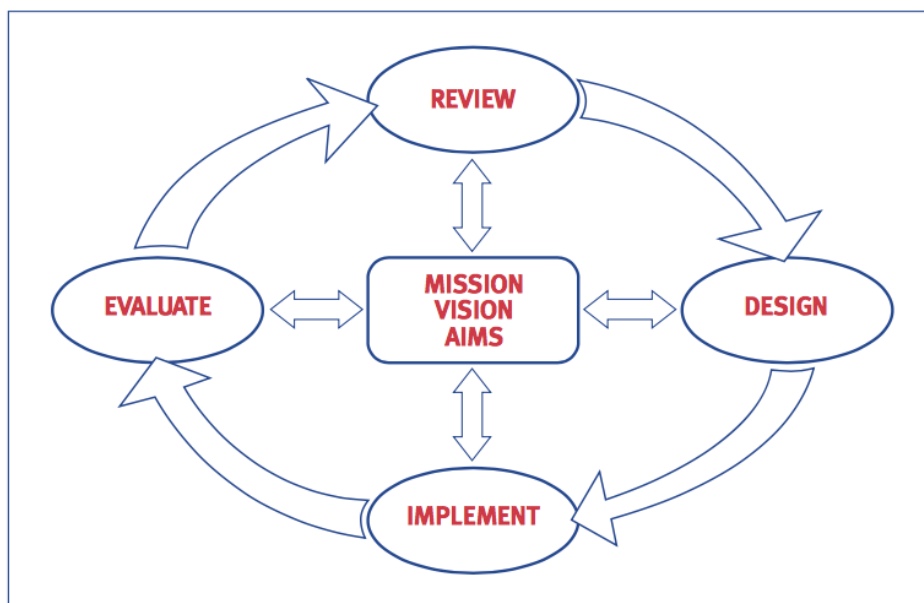 REVIEW
EVALUATE
MISSION
VISION
AIMS
DESIGN
IMPLEMENT